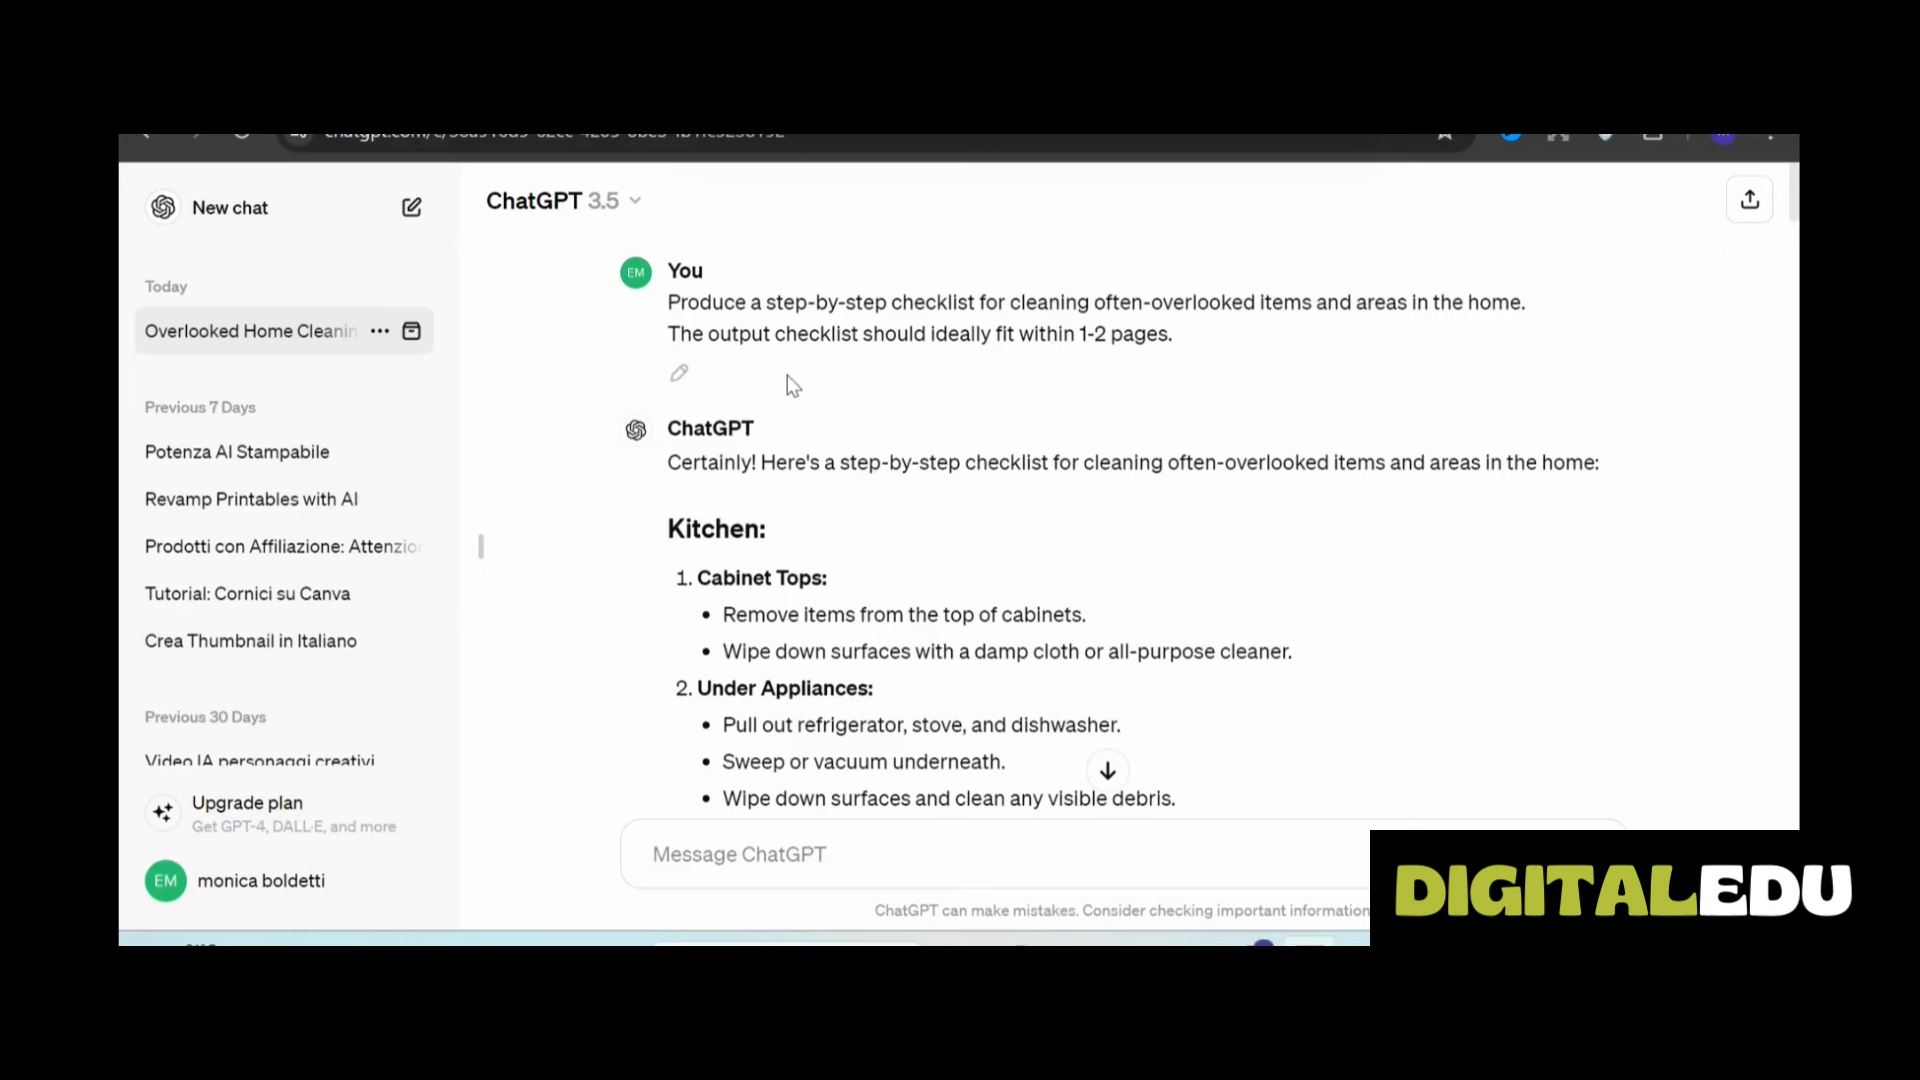 New chat
ChatGPT 3.5
Today
Overlooked Home Cleanin
Previous 7 Days
Potenza AI Stampabile
Revamp Printables with AI
Prodotti con Affiliazione: Attenzio
Tutorial: Cornici su Canva
Crea Thumbnail in Italiano
Previous 30 Days
Video IA personaggi creativi
Upgrade plan
Get GPT-4, DALL·E, and more
EM
monica boldetti
EM
You
Produce a step-by-step checklist for cleaning often-overlooked items and areas in the home.
The output checklist should ideally fit within 1-2 pages.
ChatGPT
Certainly! Here's a step-by-step checklist for cleaning often-overlooked items and areas in the home:
Kitchen:
1. Cabinet Tops:
• Remove items from the top of cabinets.
• Wipe down surfaces with a damp cloth or all-purpose cleaner.
2. Under Appliances:
• Pull out refrigerator, stove, and dishwasher.
• Sweep or vacuum underneath.
• Wipe down surfaces and clean any visible debris.
Message ChatGPT
ChatGPT can make mistakes. Consider checking important information
DIGITALEDU